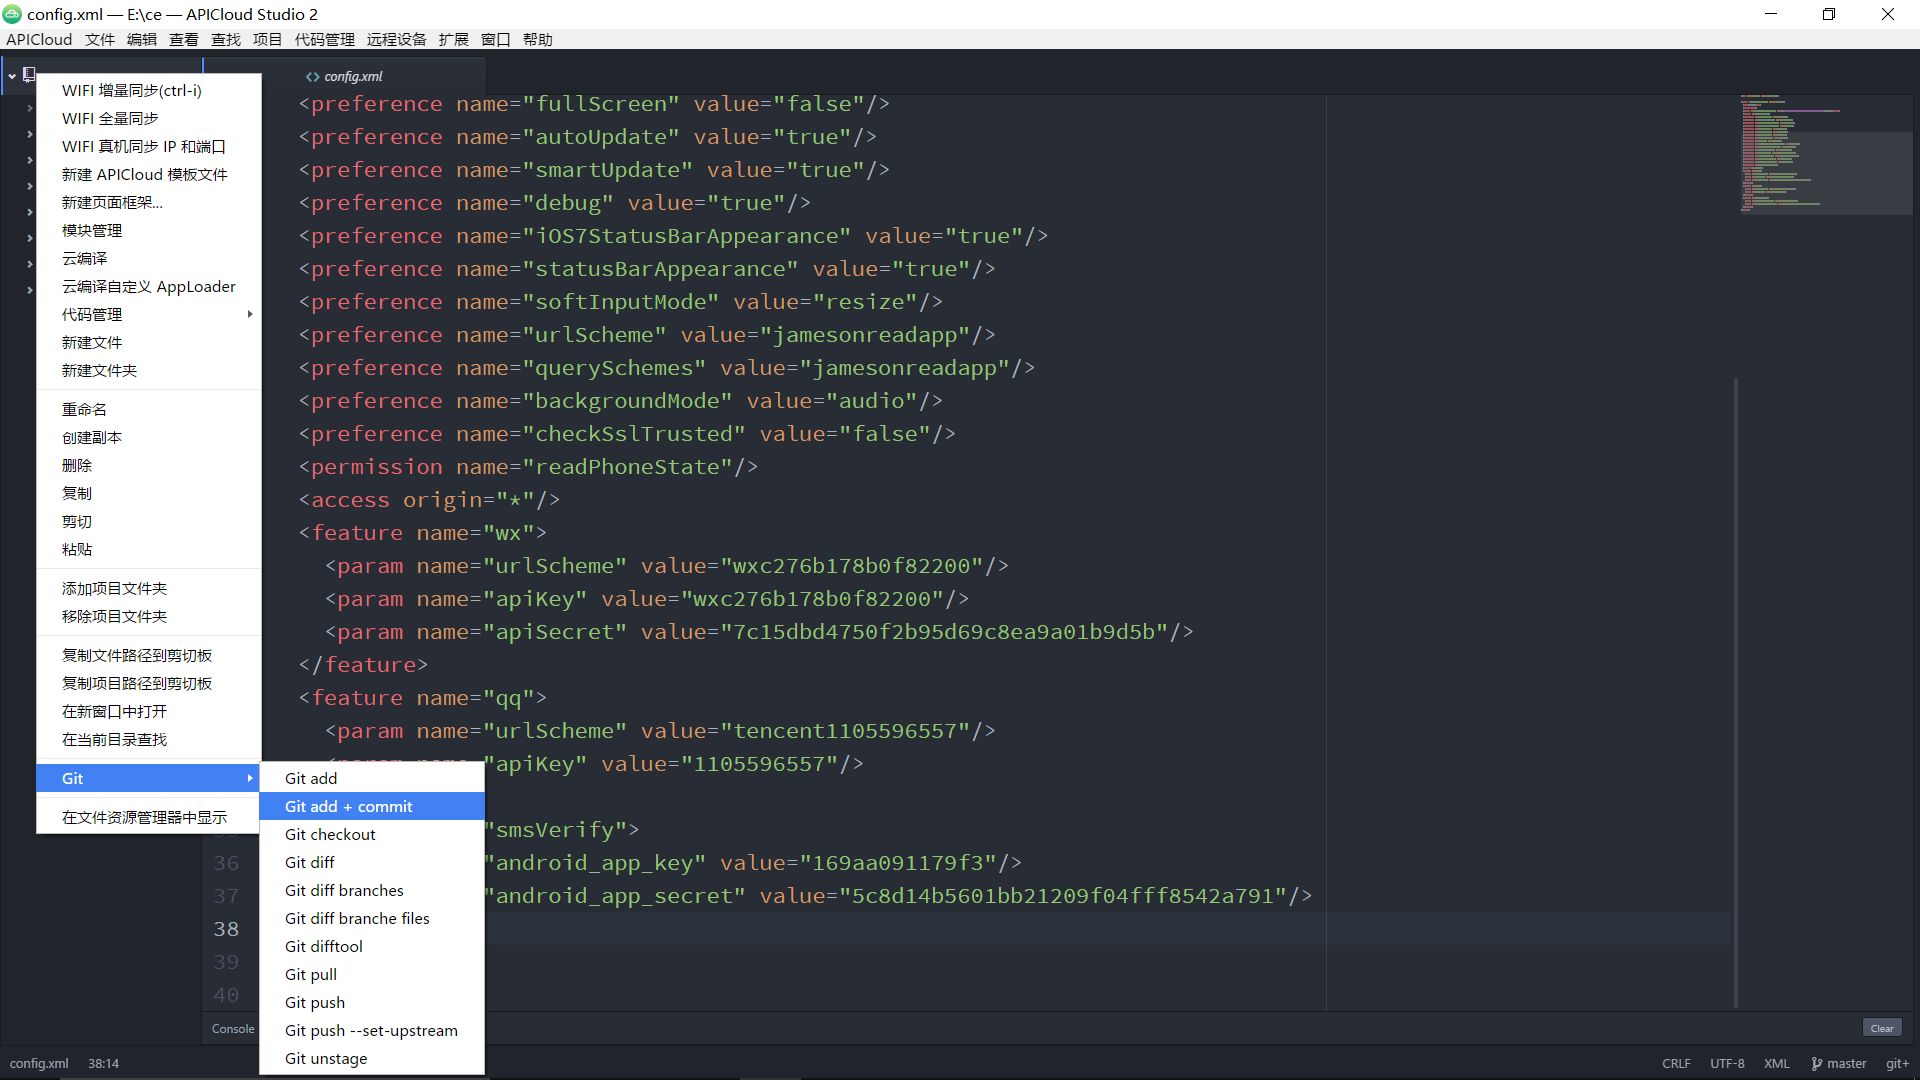 config.xml — E:\ce — APICloud Studio 2
APICloud 文件 编辑 查看 查找 项目 代码管理 远程设备 扩展 窗口 帮助
config.xml
WIFI 增量同步(ctrl-i)
WIFI 全量同步
WIFI 真机同步 IP 和端口
新建 APICloud 模板文件
新建页面框架...
模块管理
云编译
云编译自定义 AppLoader
代码管理
新建文件
新建文件夹
重命名
创建副本
删除
复制
剪切
粘贴
添加项目文件夹
移除项目文件夹
复制文件路径到剪切板
复制项目路径到剪切板
在新窗口中打开
在当前目录查找
Git
在文件资源管理器中显示
Git add
Git add + commit
Git checkout
Git diff
Git diff branches
Git diff branche files
Git difftool
Git pull
Git push
Git push --set-upstream
Git unstage
<preference name="fullScreen" value="false"/>
<preference name="autoUpdate" value="true"/>
<preference name="smartUpdate" value="true"/>
<preference name="debug" value="true"/>
<preference name="iOS7StatusBarAppearance" value="true"/>
<preference name="statusBarAppearance" value="true"/>
<preference name="softInputMode" value="resize"/>
<preference name="urlScheme" value="jamesonreadapp"/>
<preference name="querySchemes" value="jamesonreadapp"/>
<preference name="backgroundMode" value="audio"/>
<preference name="checkSslTrusted" value="false"/>
<permission name="readPhoneState"/>
<access origin="*"/>
<feature name="wx">
<param name="urlScheme" value="wxc276b178b0f82200"/>
<param name="apiKey" value="wxc276b178b0f82200"/>
<param name="apiSecret" value="7c15dbd4750f2b95d69c8ea9a01b9d5b"/>
</feature>
<feature name="qq">
<param name="urlScheme" value="tencent1105596557"/>
"apiKey" value="1105596557"/>
"smsVerify">
36 "android_app_key" value="169aa091179f3"/>
37 "android_app_secret" value="5c8d14b5601bb21209f04fff8542a791"/>
38
39
40
Console
Clear
config.xml 38:14 CRLF UTF-8 XML master git+